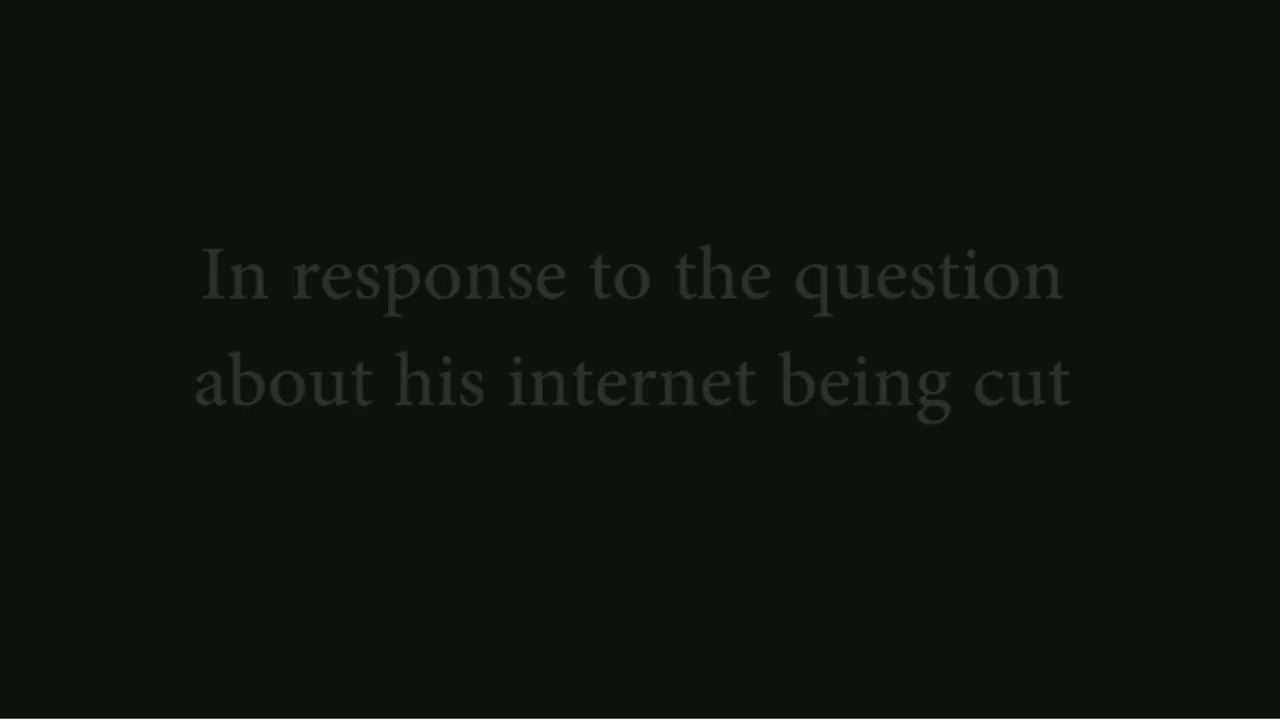 In response to the question
about his internet being cut